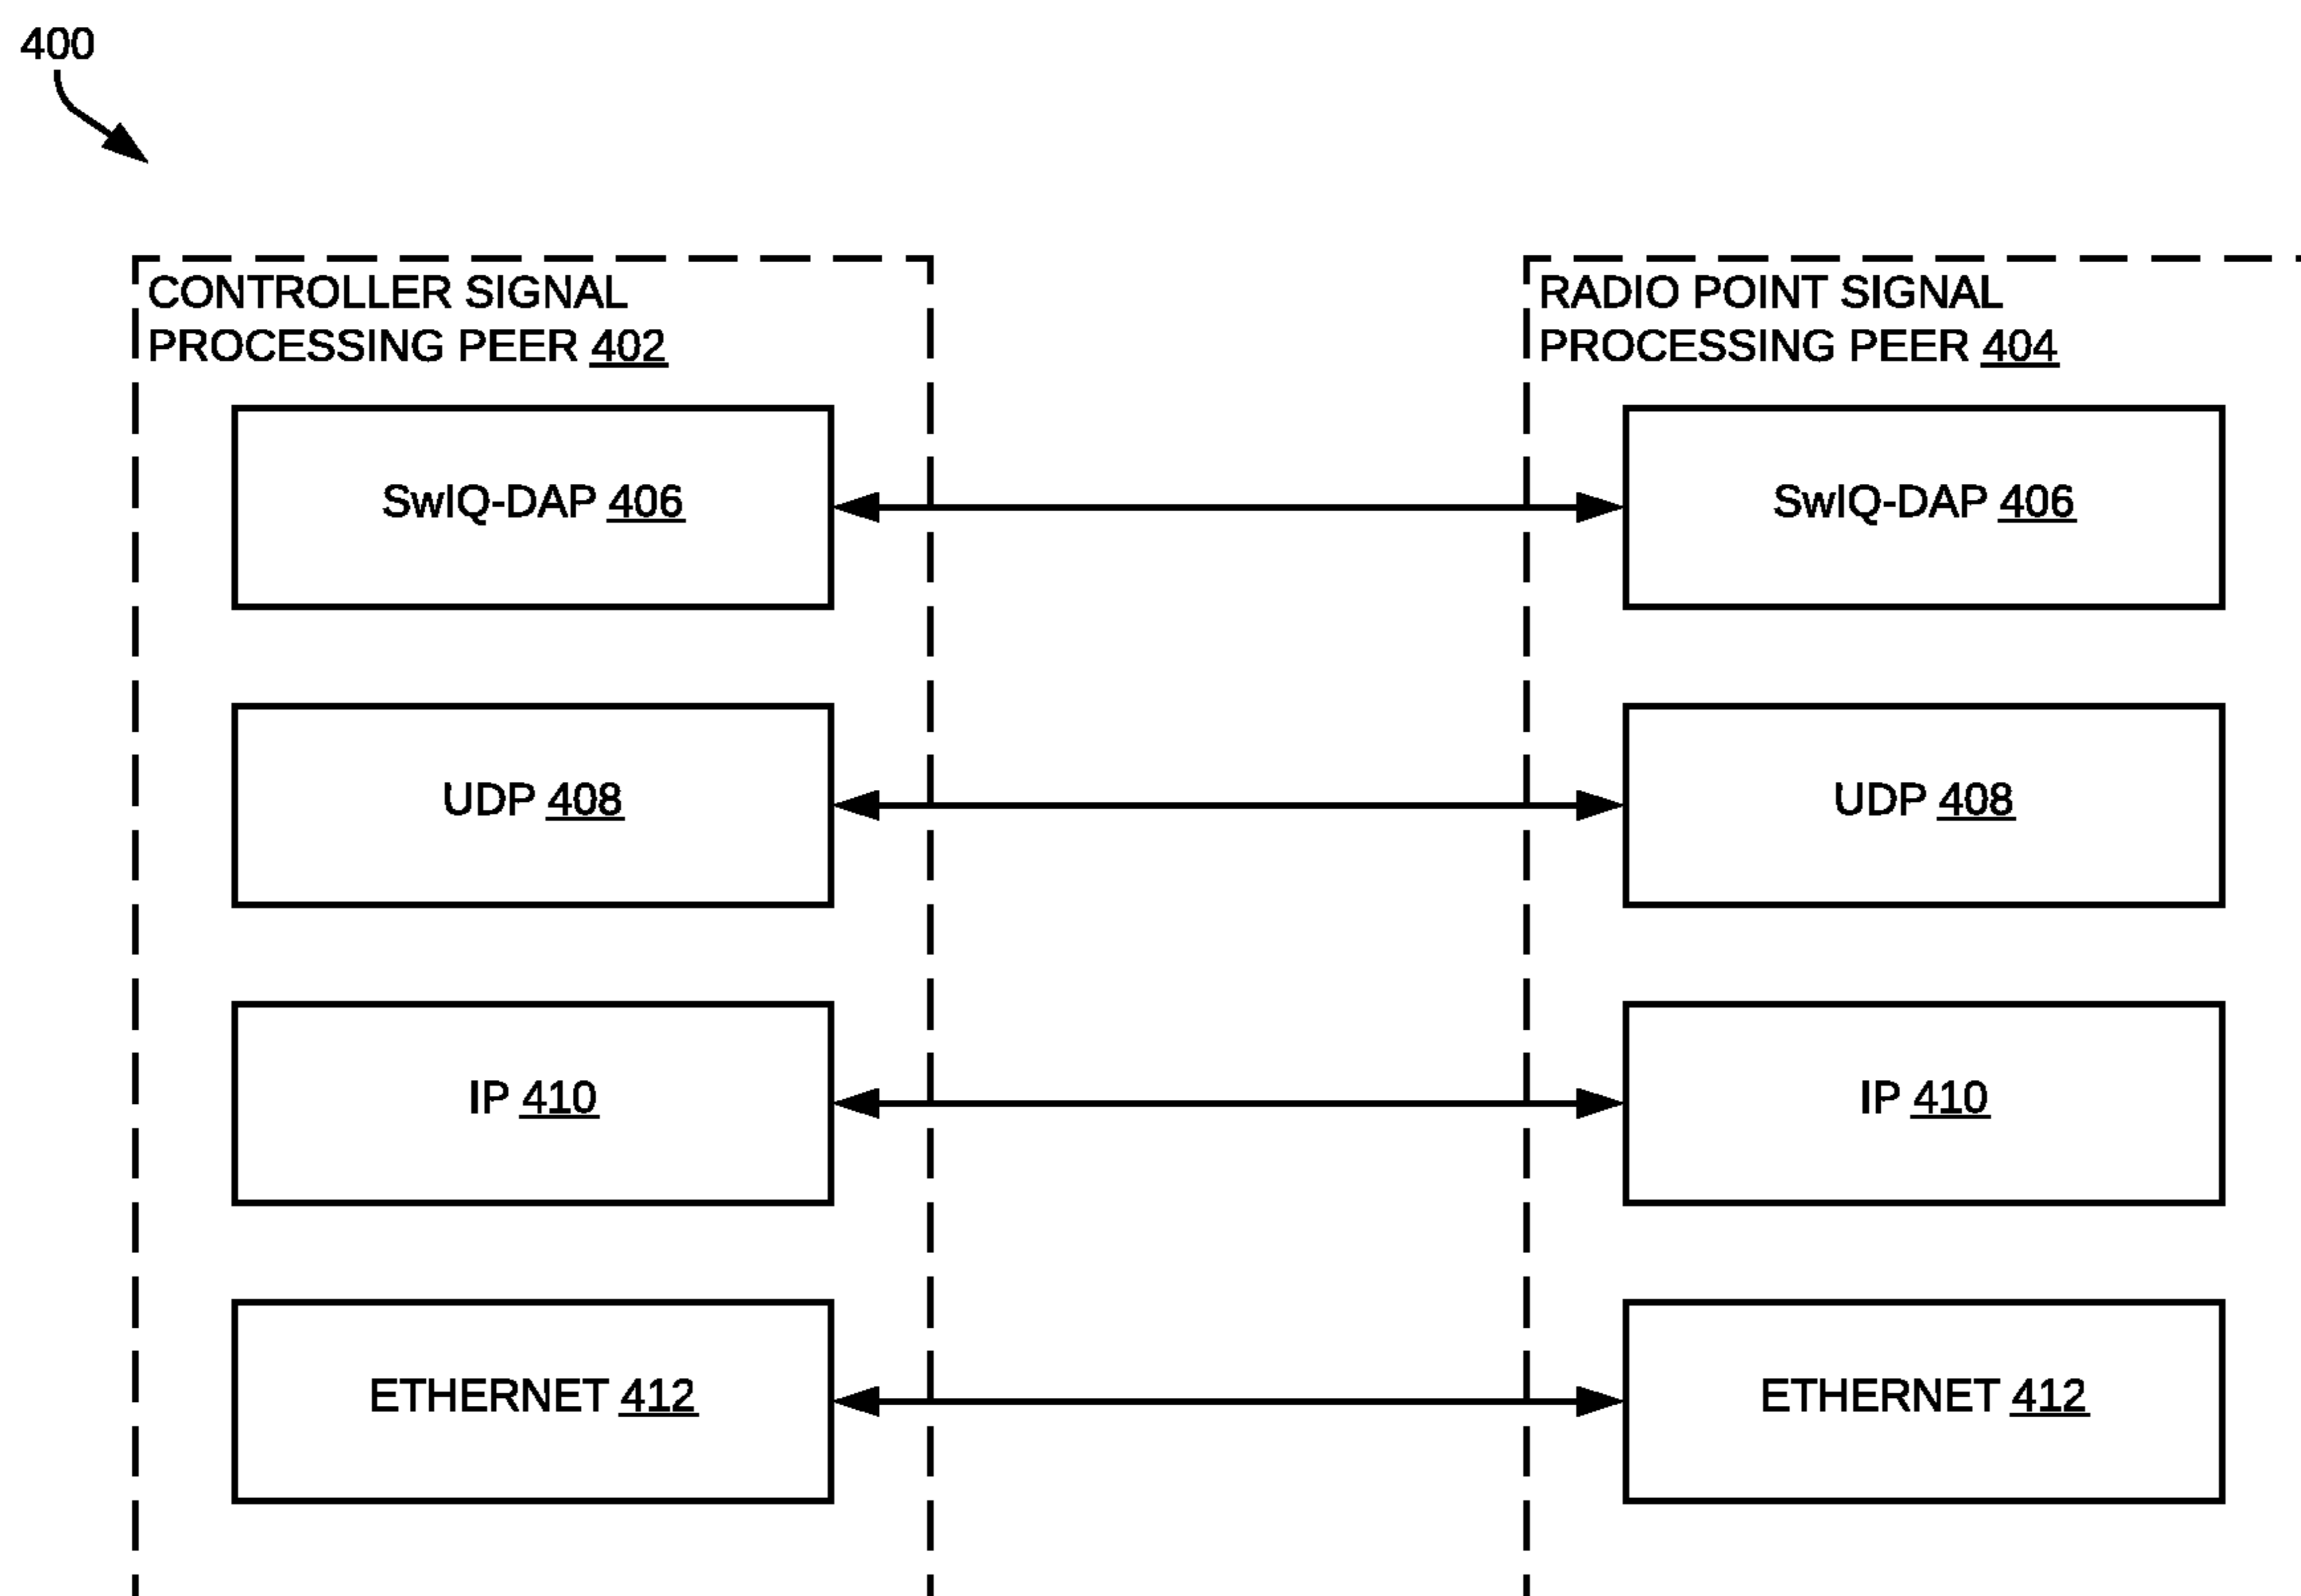 400
CONTROLLER SIGNAL
PROCESSING PEER 402
RADIO POINT SIGNAL
PROCESSING PEER 404
SwIQ-DAP 406
SwIQ-DAP 406
UDP 408
UDP 408
IP 410
IP 410
ETHERNET 412
ETHERNET 412